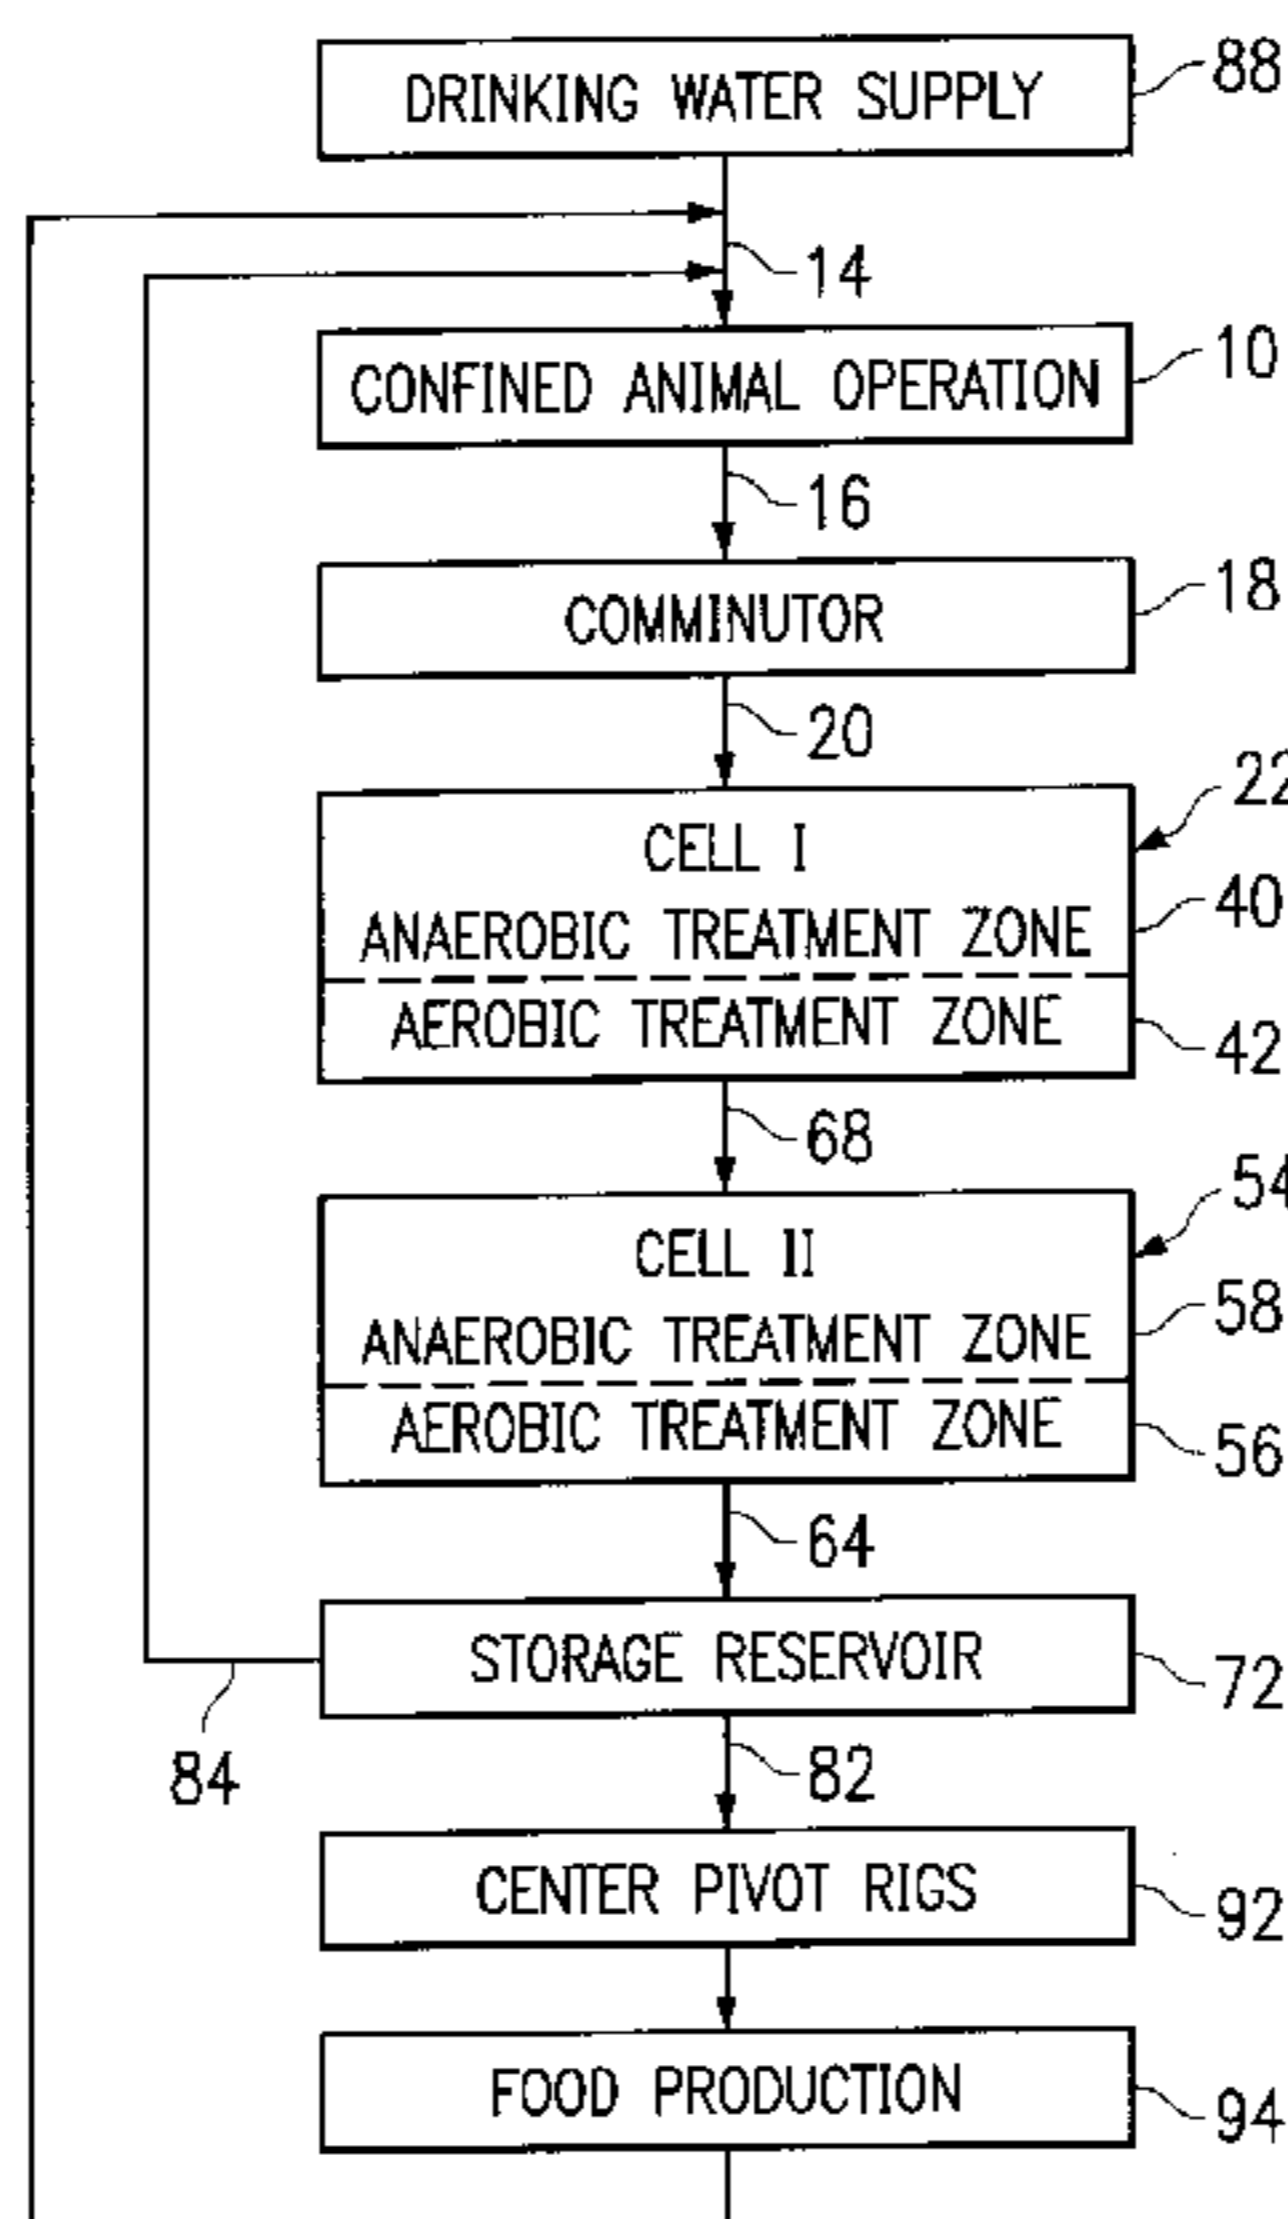 DRINKING WATER SUPPLY 88
14
CONFINED ANIMAL OPERATION 10
16
COMMINUTOR 18
20
CELL I 22
ANAEROBIC TREATMENT ZONE 40
AEROBIC TREATMENT ZONE 42
68
CELL II 54
ANAEROBIC TREATMENT ZONE 58
AEROBIC TREATMENT ZONE 56
64
STORAGE RESERVOIR 72
84
82
CENTER PIVOT RIGS 92
FOOD PRODUCTION 94